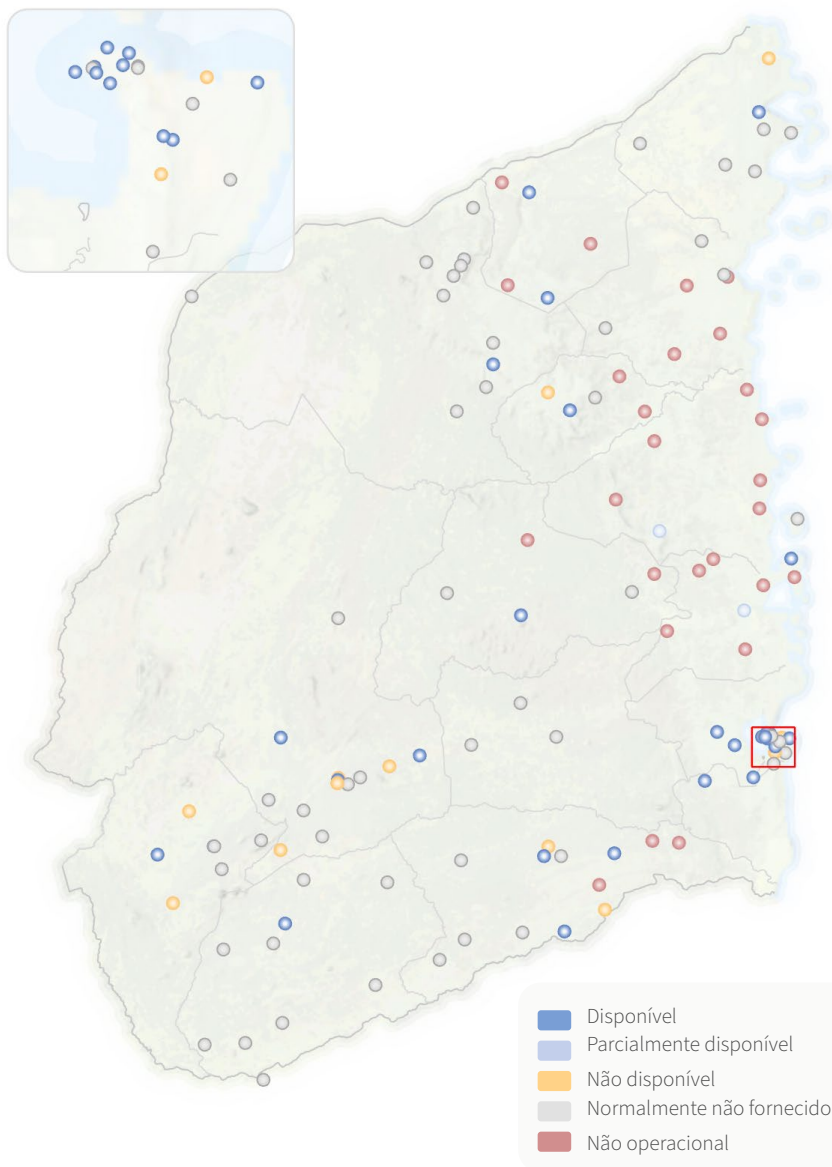 Disponível
Parcialmente disponível
Não disponível
Normalmente não fornecido
Não operacional